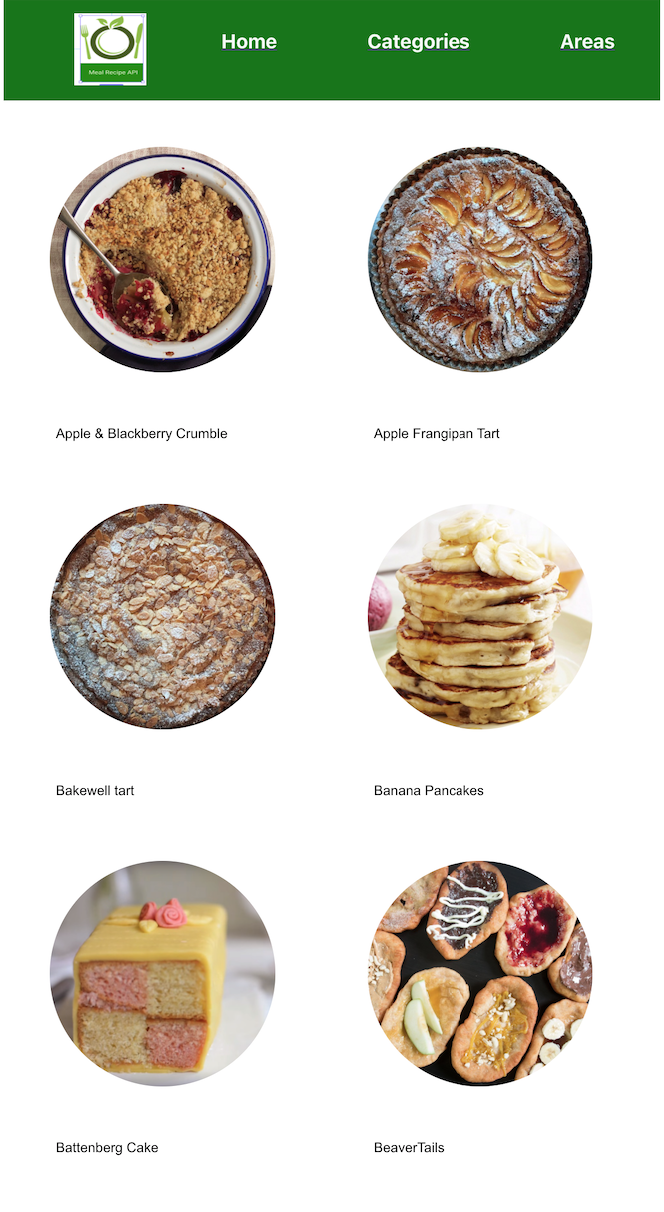 Meal Recipe API
Home Categories Areas
Apple & Blackberry Crumble
Apple Frangipan Tart
Bakewell tart
Banana Pancakes
Battenberg Cake
BeaverTails